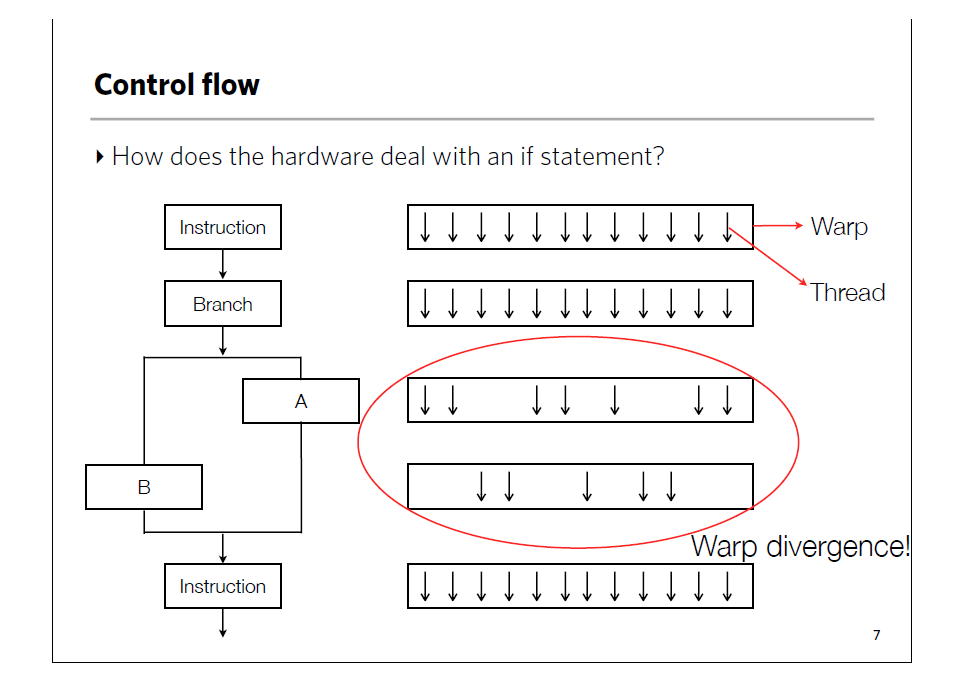 Control flow
How does the hardware deal with an if statement?
Instruction
Warp
Thread
Branch
A
B
Warp divergence!
Instruction
7